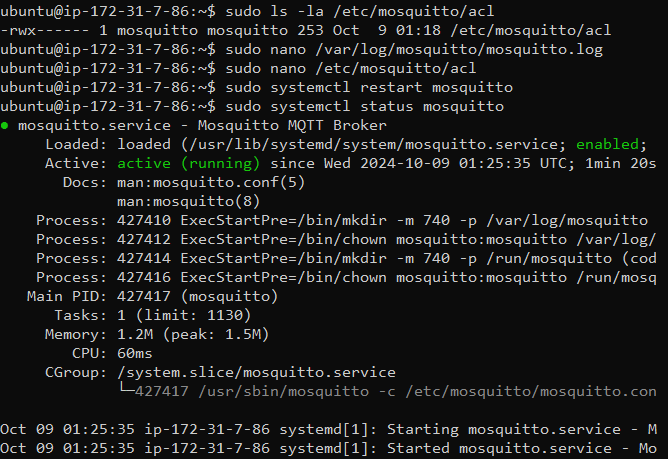 ubuntu@ip-172-31-7-86:~$ sudo ls -la /etc/mosquitto/acl
-rwx------ 1 mosquitto mosquitto 253 Oct  9 01:18 /etc/mosquitto/acl
ubuntu@ip-172-31-7-86:~$ sudo nano /var/log/mosquitto/mosquitto.log
ubuntu@ip-172-31-7-86:~$ sudo nano /etc/mosquitto/acl
ubuntu@ip-172-31-7-86:~$ sudo systemctl restart mosquitto
ubuntu@ip-172-31-7-86:~$ sudo systemctl status mosquitto
● mosquitto.service - Mosquitto MQTT Broker
     Loaded: loaded (/usr/lib/systemd/system/mosquitto.service; enabled;
     Active: active (running) since Wed 2024-10-09 01:25:35 UTC; 1min 20s
       Docs: man:mosquitto.conf(5)
             man:mosquitto(8)
    Process: 427410 ExecStartPre=/bin/mkdir -m 740 -p /var/log/mosquitto
    Process: 427412 ExecStartPre=/bin/chown mosquitto:mosquitto /var/log/
    Process: 427414 ExecStartPre=/bin/mkdir -m 740 -p /run/mosquitto (cod
    Process: 427416 ExecStartPre=/bin/chown mosquitto:mosquitto /run/mosq
   Main PID: 427417 (mosquitto)
      Tasks: 1 (limit: 1130)
     Memory: 1.2M (peak: 1.5M)
        CPU: 60ms
     CGroup: /system.slice/mosquitto.service
             └─427417 /usr/sbin/mosquitto -c /etc/mosquitto/mosquitto.con
Oct 09 01:25:35 ip-172-31-7-86 systemd[1]: Starting mosquitto.service - M
Oct 09 01:25:35 ip-172-31-7-86 systemd[1]: Started mosquitto.service - Mo